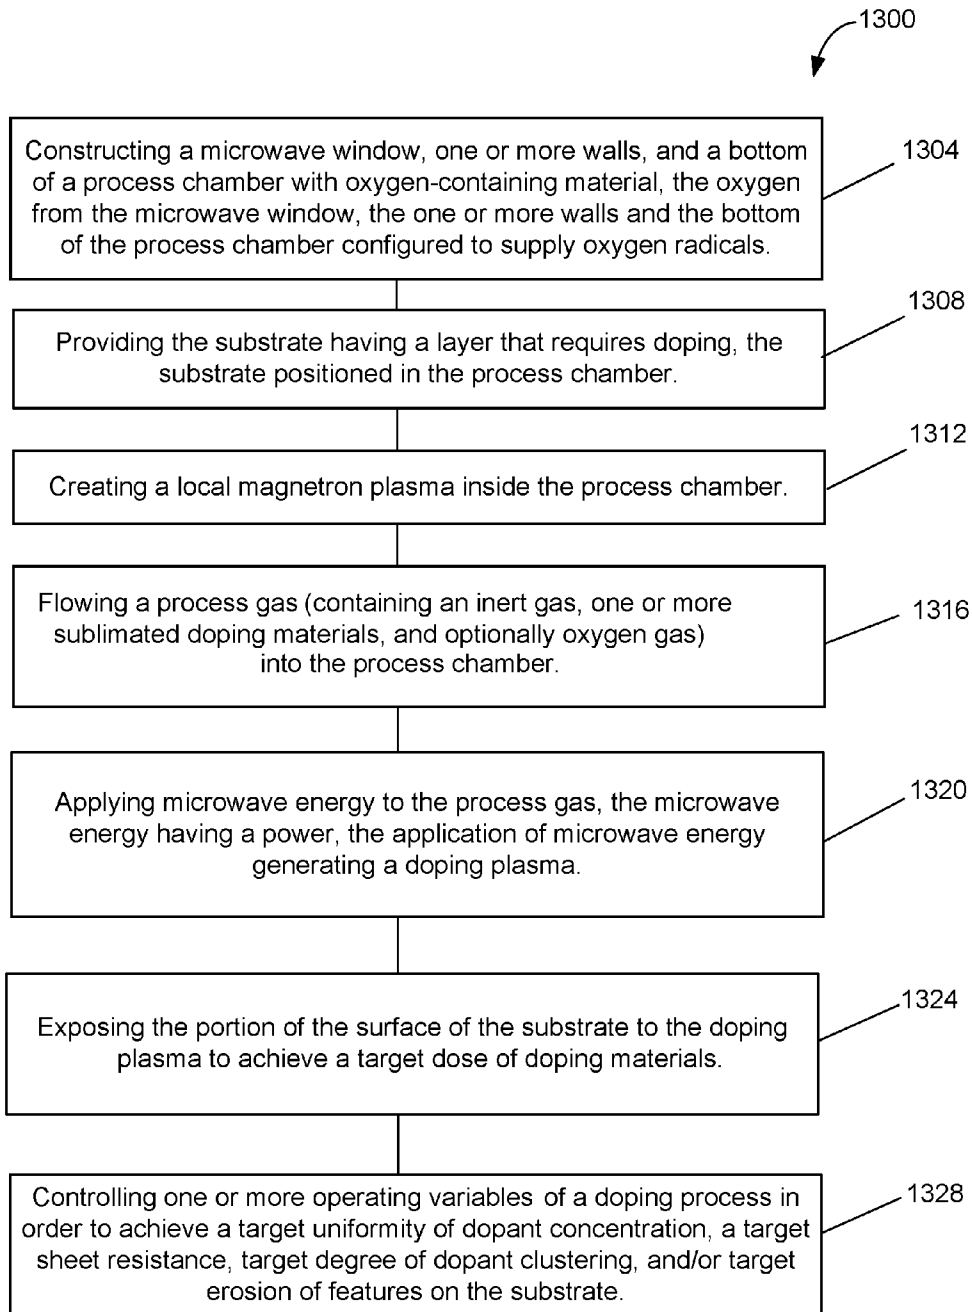 1300
Constructing a microwave window, one or more walls, and a bottom
of a process chamber with oxygen-containing material, the oxygen
from the microwave window, the one or more walls and the bottom
of the process chamber configured to supply oxygen radicals.
1304
Providing the substrate having a layer that requires doping, the
substrate positioned in the process chamber.
1308
Creating a local magnetron plasma inside the process chamber.
1312
Flowing a process gas (containing an inert gas, one or more
sublimated doping materials, and optionally oxygen gas)
into the process chamber.
1316
Applying microwave energy to the process gas, the microwave
energy having a power, the application of microwave energy
generating a doping plasma.
1320
Exposing the portion of the surface of the substrate to the doping
plasma to achieve a target dose of doping materials.
1324
Controlling one or more operating variables of a doping process in
order to achieve a target uniformity of dopant concentration, a target
sheet resistance, target degree of dopant clustering, and/or target
erosion of features on the substrate.
1328